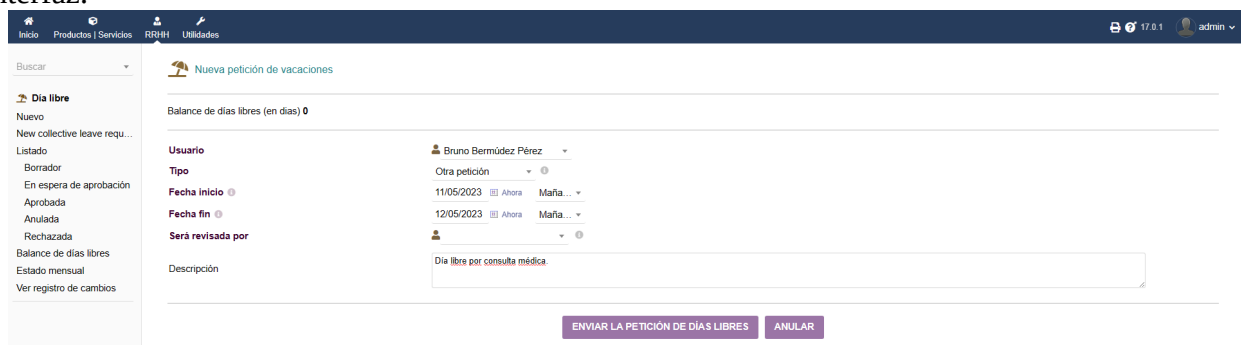 terfaz.
Inicio Productos | Servicios RRHH Utilidades 17.0.1 admin
Buscar
Nueva petición de vacaciones
Día libre
Balance de días libres (en dias) 0
Nuevo
New collective leave requ...
Listado
Usuario Bruno Bermúdez Pérez
Borrador
Tipo Otra petición
En espera de aprobación
Fecha inicio 11/05/2023 Ahora Maña...
Aprobada
Anulada
Fecha fin 12/05/2023 Ahora Maña...
Rechazada
Será revisada por
Balance de días libres
Estado mensual
Descripción Día libre por consulta médica.
Ver registro de cambios
ENVIAR LA PETICIÓN DE DÍAS LIBRES ANULAR